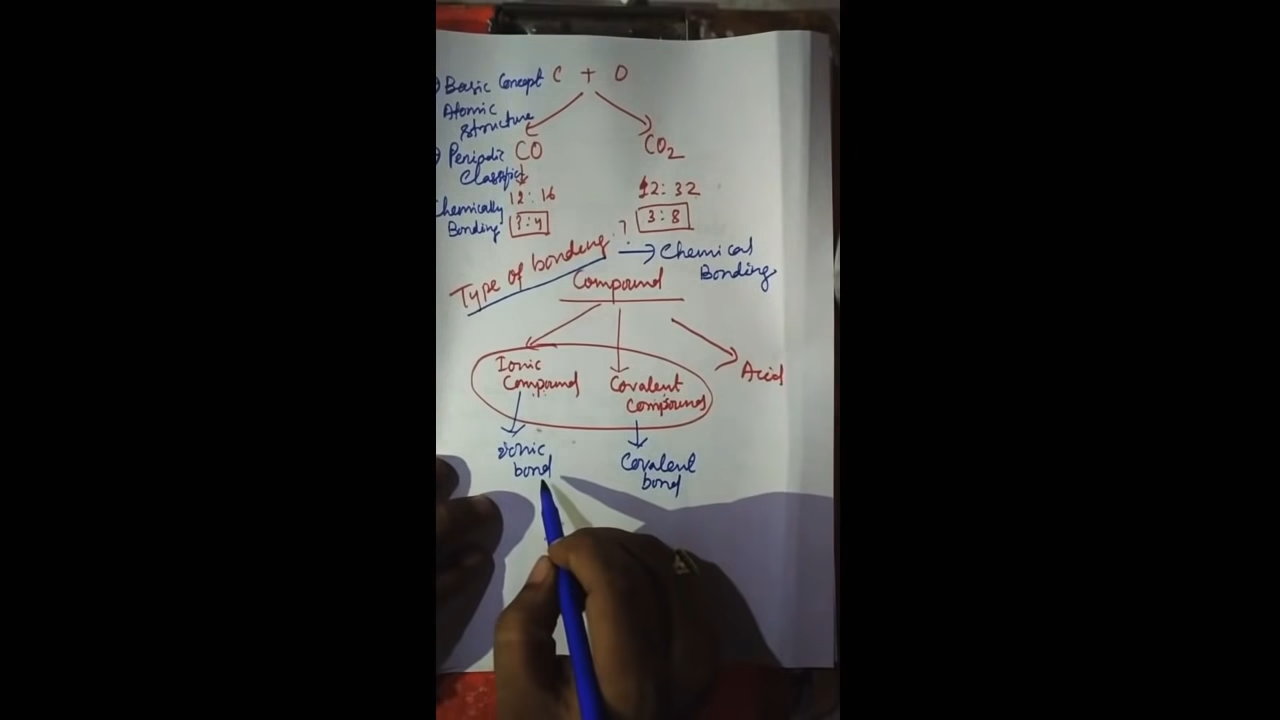 Basic Concept
Atomic
structure
Periodic
Classific
Chemically
Bonding
C + O
CO CO2
12:16 12:32
3:4 3:8
Type of bonding ?
→ Chemical
Bonding
Compound
Ionic
Compound
Covalent
Compounds
Acid
Ionic
bond
Covalent
bond